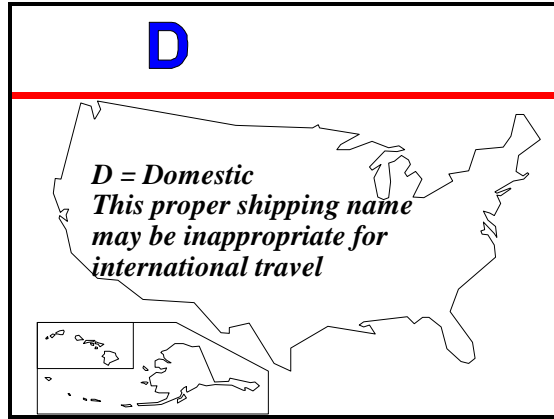 D
D = Domestic
This proper shipping name
may be inappropriate for
international travel